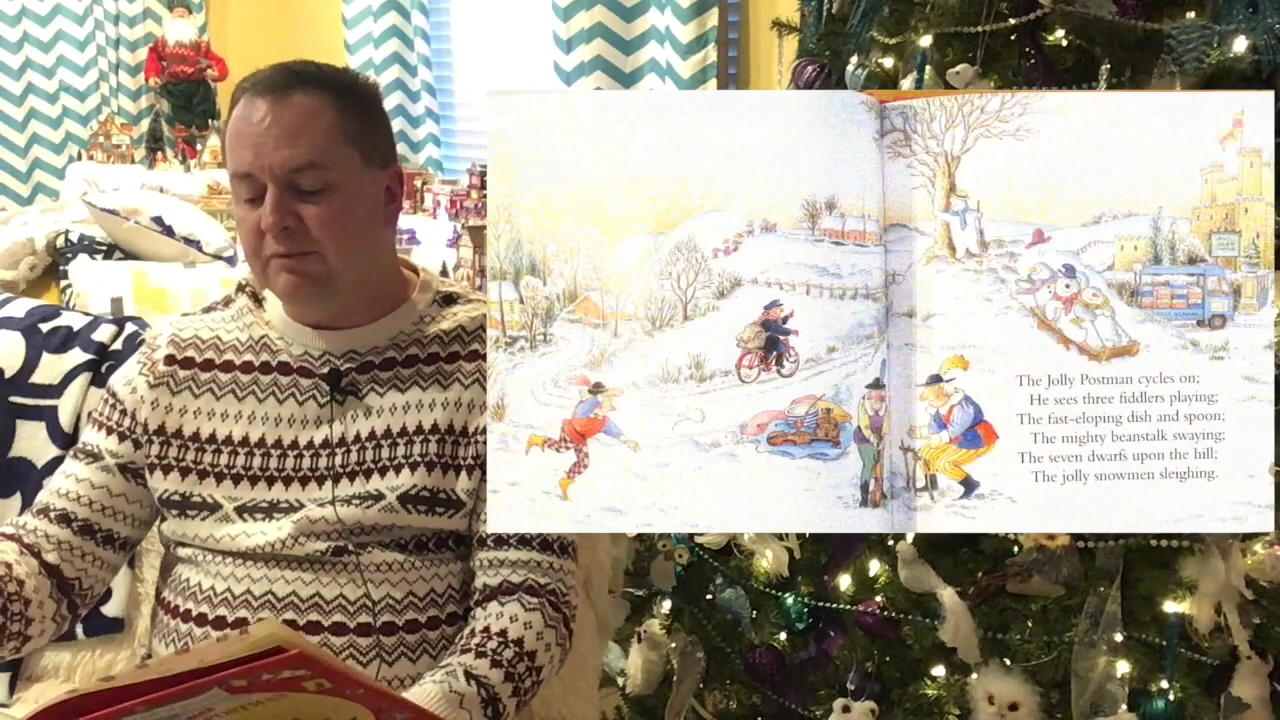 The Jolly Postman cycles on;
He sees three fiddlers playing;
The fast-eloping dish and spoon;
The mighty beanstalk swaying;
The seven dwarfs upon the hill;
The jolly snowmen sleighing.